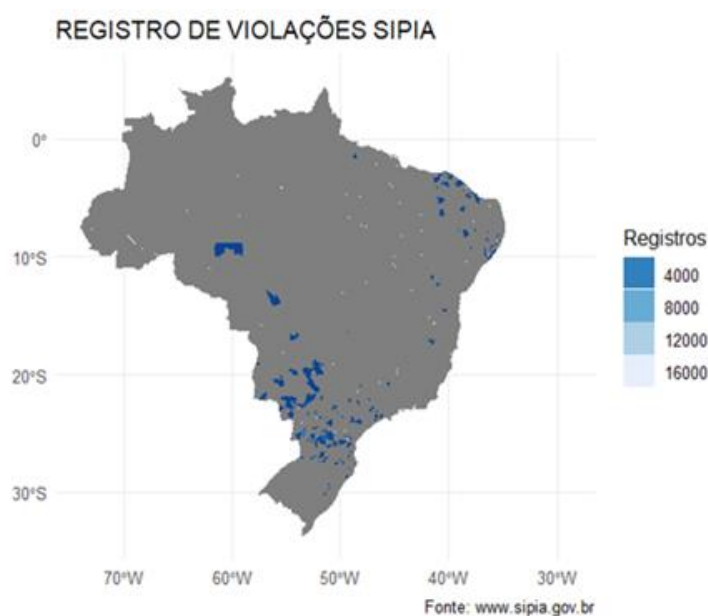 REGISTRO DE VIOLAÇÕES SIPIA
0°
10°S
20°S
30°S
70°W
60°W
50°W
40°W
30°W
Registros
4000
8000
12000
16000
Fonte: www.sipia.gov.br